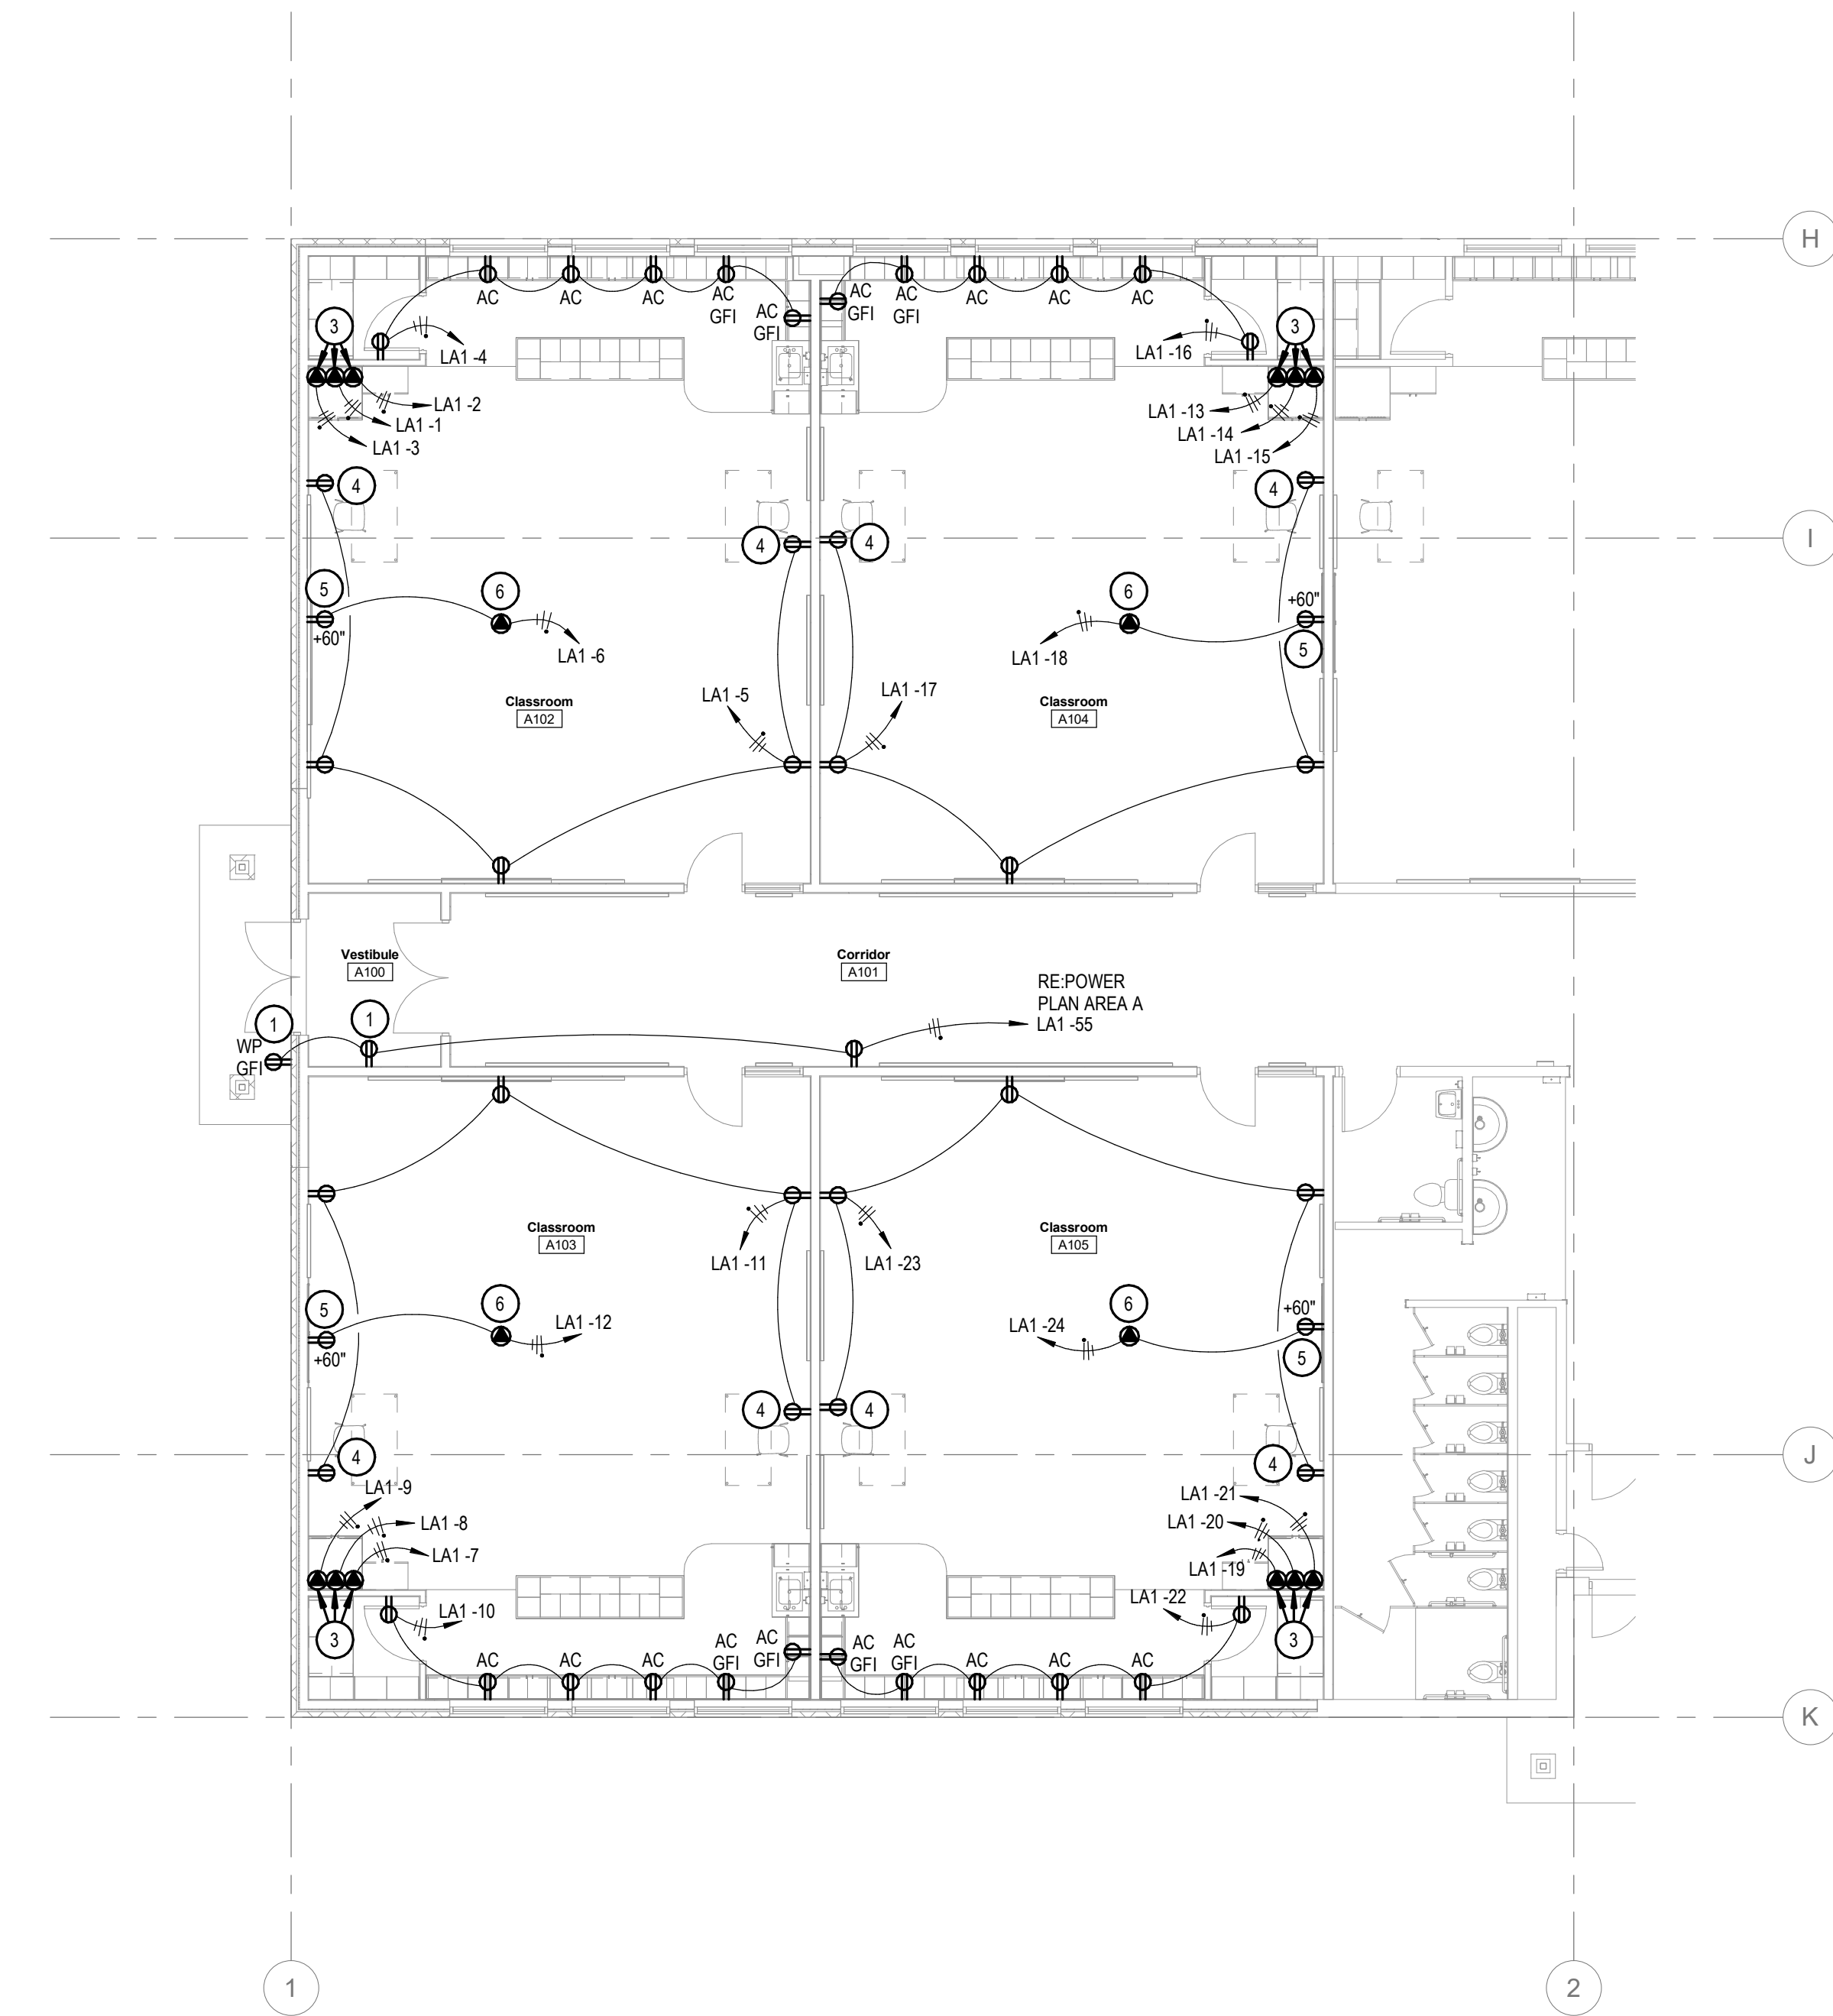 H
AC
AC
AC
AC
GFI
AC
GFI
AC
GFI
AC
GFI
AC
AC
AC
3
LA1 -4
LA1 -16
3
LA1 -2
LA1 -1
LA1 -3
LA1 -13
LA1 -14
LA1 -15
4
4
4
4
I
5
+60"
6
LA1 -6
6
LA1 -18
+60"
5
LA1 -5
LA1 -17
Classroom
A102
Classroom
A104
Vestibule
A100
Corridor
A101
RE:POWER
PLAN AREA A
LA1 -55
1
1
WP
GFI
Classroom
A103
Classroom
A105
LA1 -11
LA1 -23
5
+60"
6
LA1 -12
6
LA1 -24
+60"
5
4
4
4
4
J
LA1 -9
LA1 -8
LA1 -7
LA1 -21
LA1 -20
LA1 -19
LA1 -10
LA1 -22
3
3
AC
AC
AC
AC
GFI
AC
GFI
AC
GFI
AC
GFI
AC
AC
AC
K
1
2